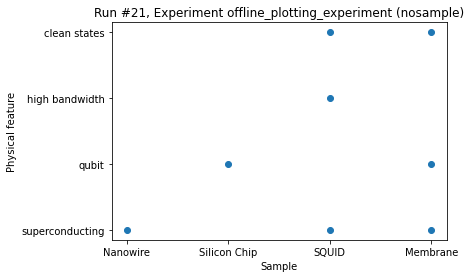 Run #21, Experiment offline_plotting_experiment (nosample)
clean states
high bandwidth
Physical feature
qubit
superconducting
Nanowire Silicon Chip SQUID Membrane
Sample